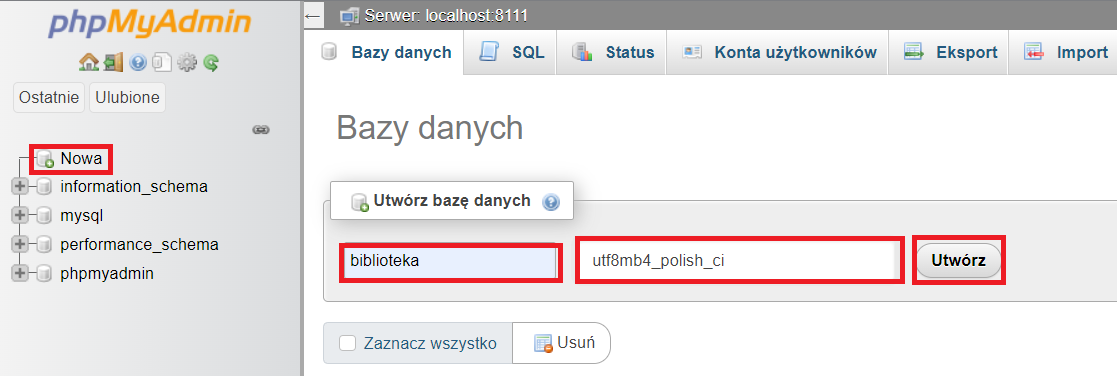 phpMyAdmin
Ostatnie Ulubione
Nowa
information_schema
mysql
performance_schema
phpmyadmin
Serwer: localhost:8111
Bazy danych SQL Status Konta użytkowników Eksport Import
Bazy danych
Utwórz bazę danych
biblioteka utf8mb4_polish_ci Utwórz
Zaznacz wszystko Usuń